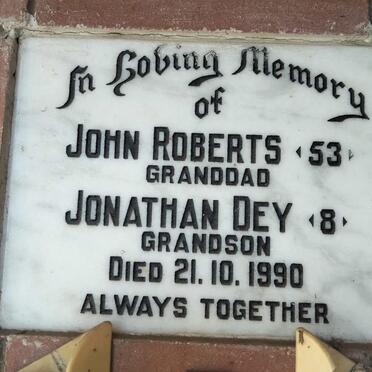 In Loving Memory
of
JOHN ROBERTS ‹53›
GRANDDAD
JONATHAN DEY ‹8›
GRANDSON
DIED 21.10.1990
ALWAYS TOGETHER